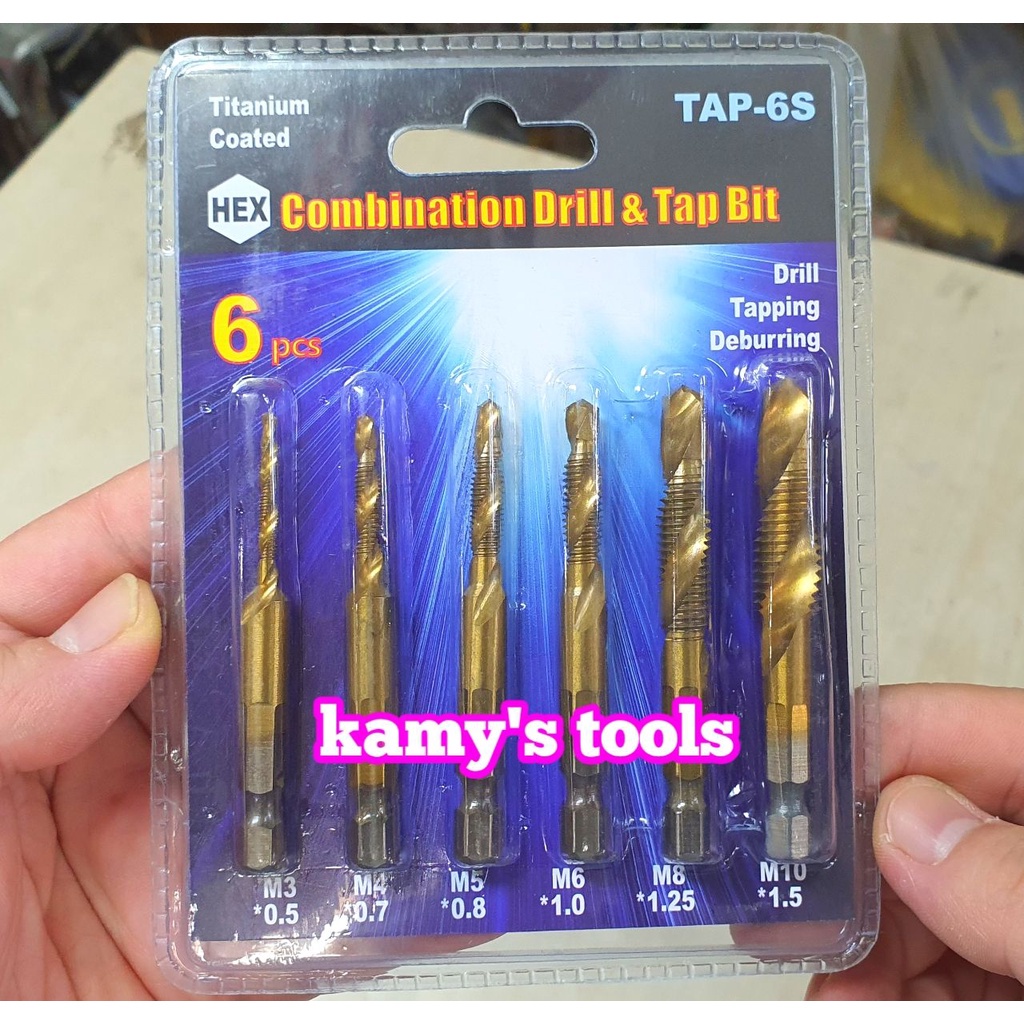 Titanium
Coated
TAP-6S
HEX Combination Drill & Tap Bit
6 pcs
Drill
Tapping
Deburring
kamy's tools
M3 M4 M5 M6 M8 M10
*0.5 *0.7 *0.8 *1.0 *1.25 *1.5